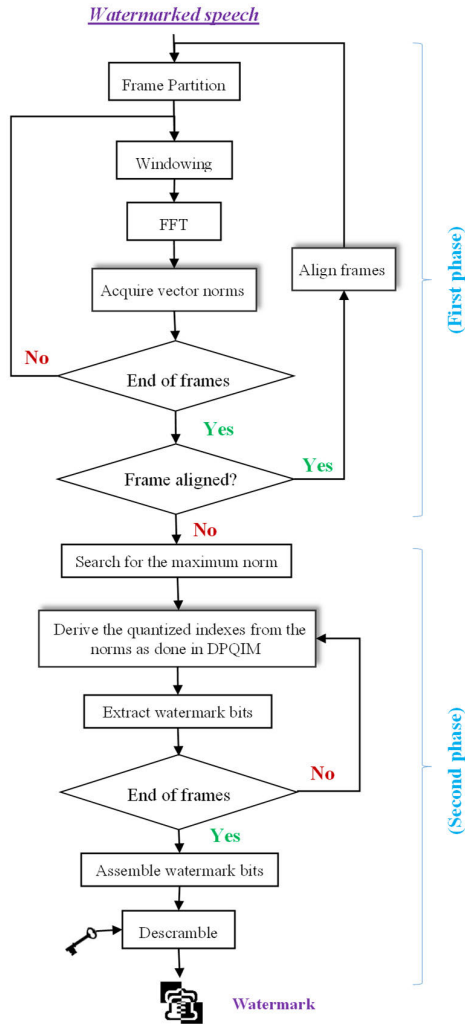 Watermarked speech
Frame Partition
Windowing
FFT
Acquire vector norms
Align frames
(First phase)
No
End of frames
Yes
Yes
Frame aligned?
No
Search for the maximum norm
Derive the quantized indexes from the
norms as done in DPQIM
Extract watermark bits
(Second phase)
No
End of frames
Yes
Assemble watermark bits
Descramble
Watermark